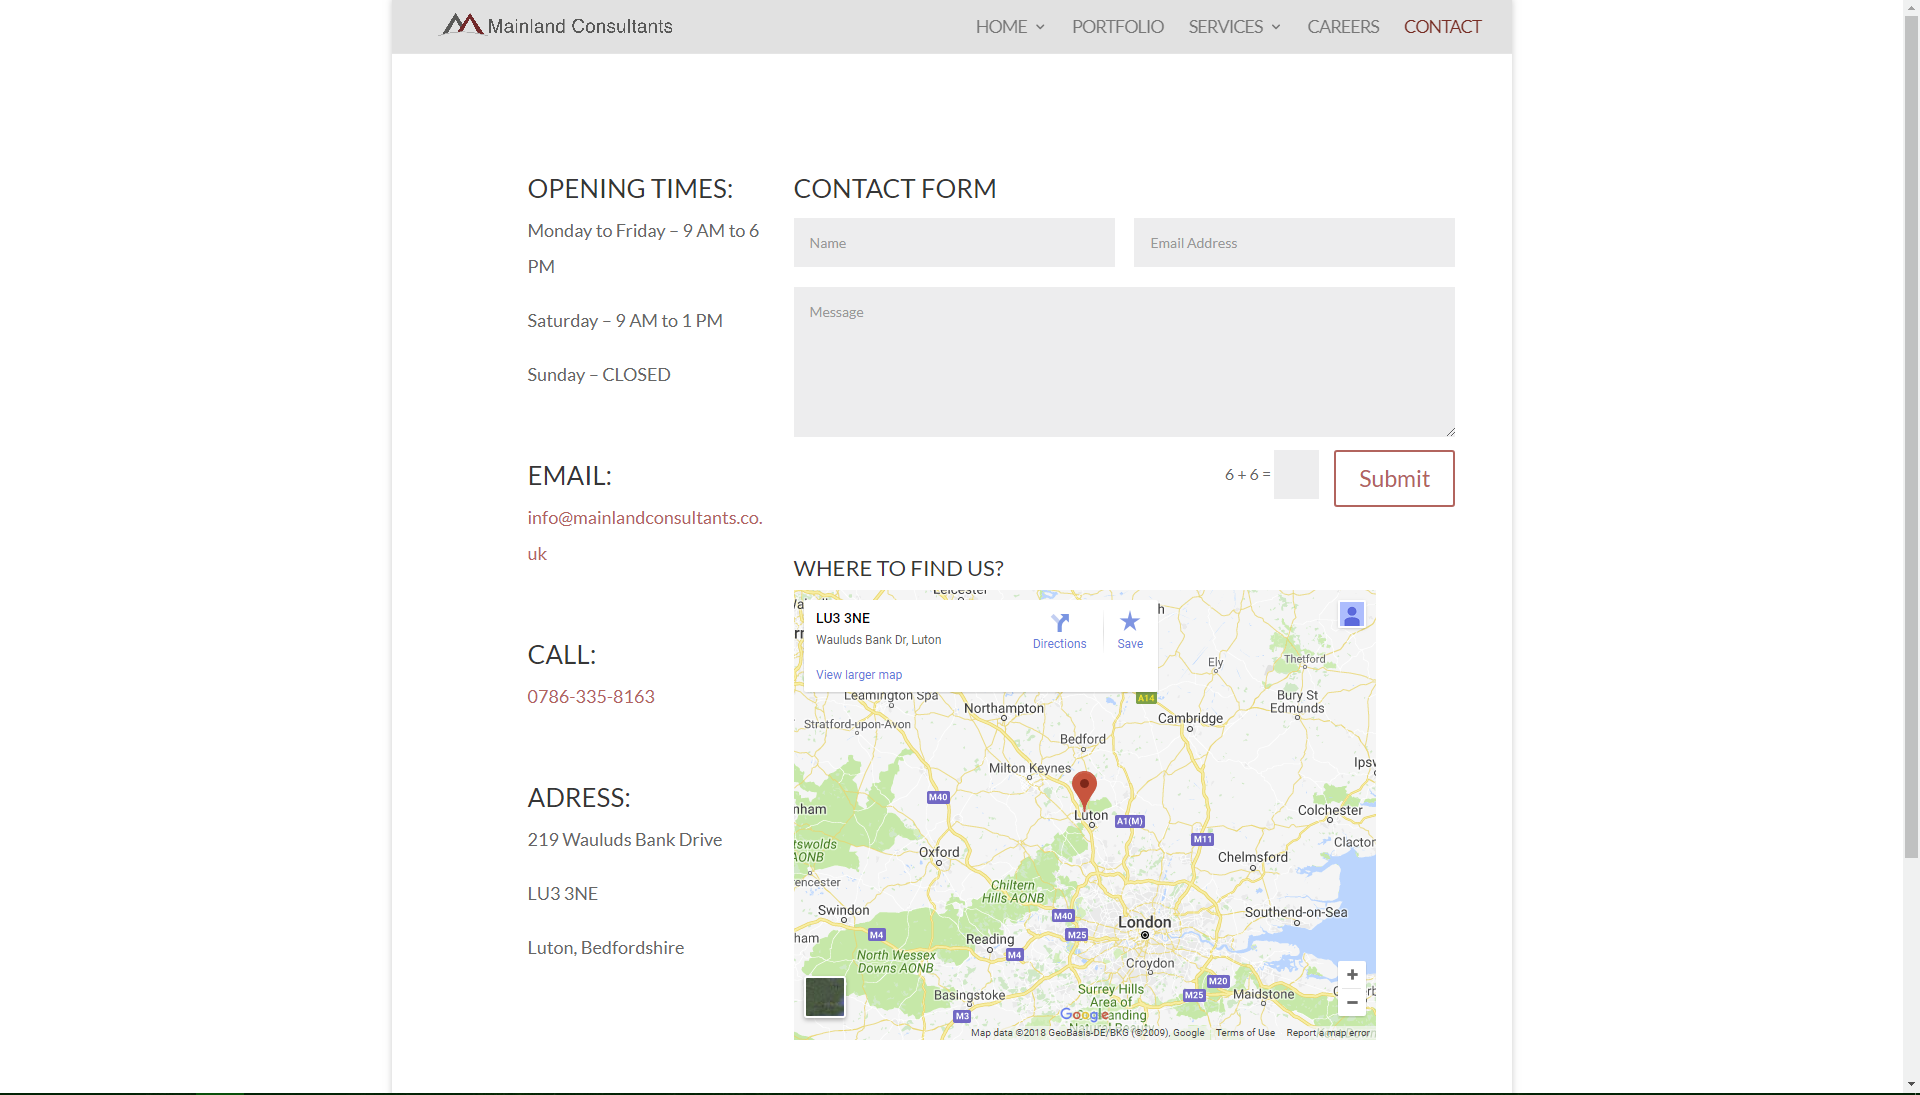 Mainland Consultants
HOME
PORTFOLIO
SERVICES
CAREERS
CONTACT
OPENING TIMES:
Monday to Friday – 9 AM to 6
PM
Saturday – 9 AM to 1 PM
Sunday – CLOSED
EMAIL:
info@mainlandconsultants.co.
uk
CALL:
0786-335-8163
ADRESS:
219 Wauluds Bank Drive
LU3 3NE
Luton, Bedfordshire
CONTACT FORM
Name
Email Address
Message
6 + 6 =
Submit
WHERE TO FIND US?
Leicester
LU3 3NE
Wauluds Bank Dr, Luton
Directions
Save
View larger map
Ely
Thetford
Leamington Spa
A14
Bury St
Edmunds
Northampton
Cambridge
Stratford-upon-Avon
Bedford
Milton Keynes
M40
Colchester
Luton
A1(M)
M11
Oxford
Chelmsford
Chiltern
Hills AONB
Swindon
M40
London
Southend-on-Sea
M4
M25
Reading
M4
North Wessex
Downs AONB
Croydon
M20
Basingstoke
Surrey Hills
Area of
M25
Maidstone
M3
Google
Map data ©2018 GeoBasis-DE/BKG (©2009), Google
Terms of Use
Report a map error